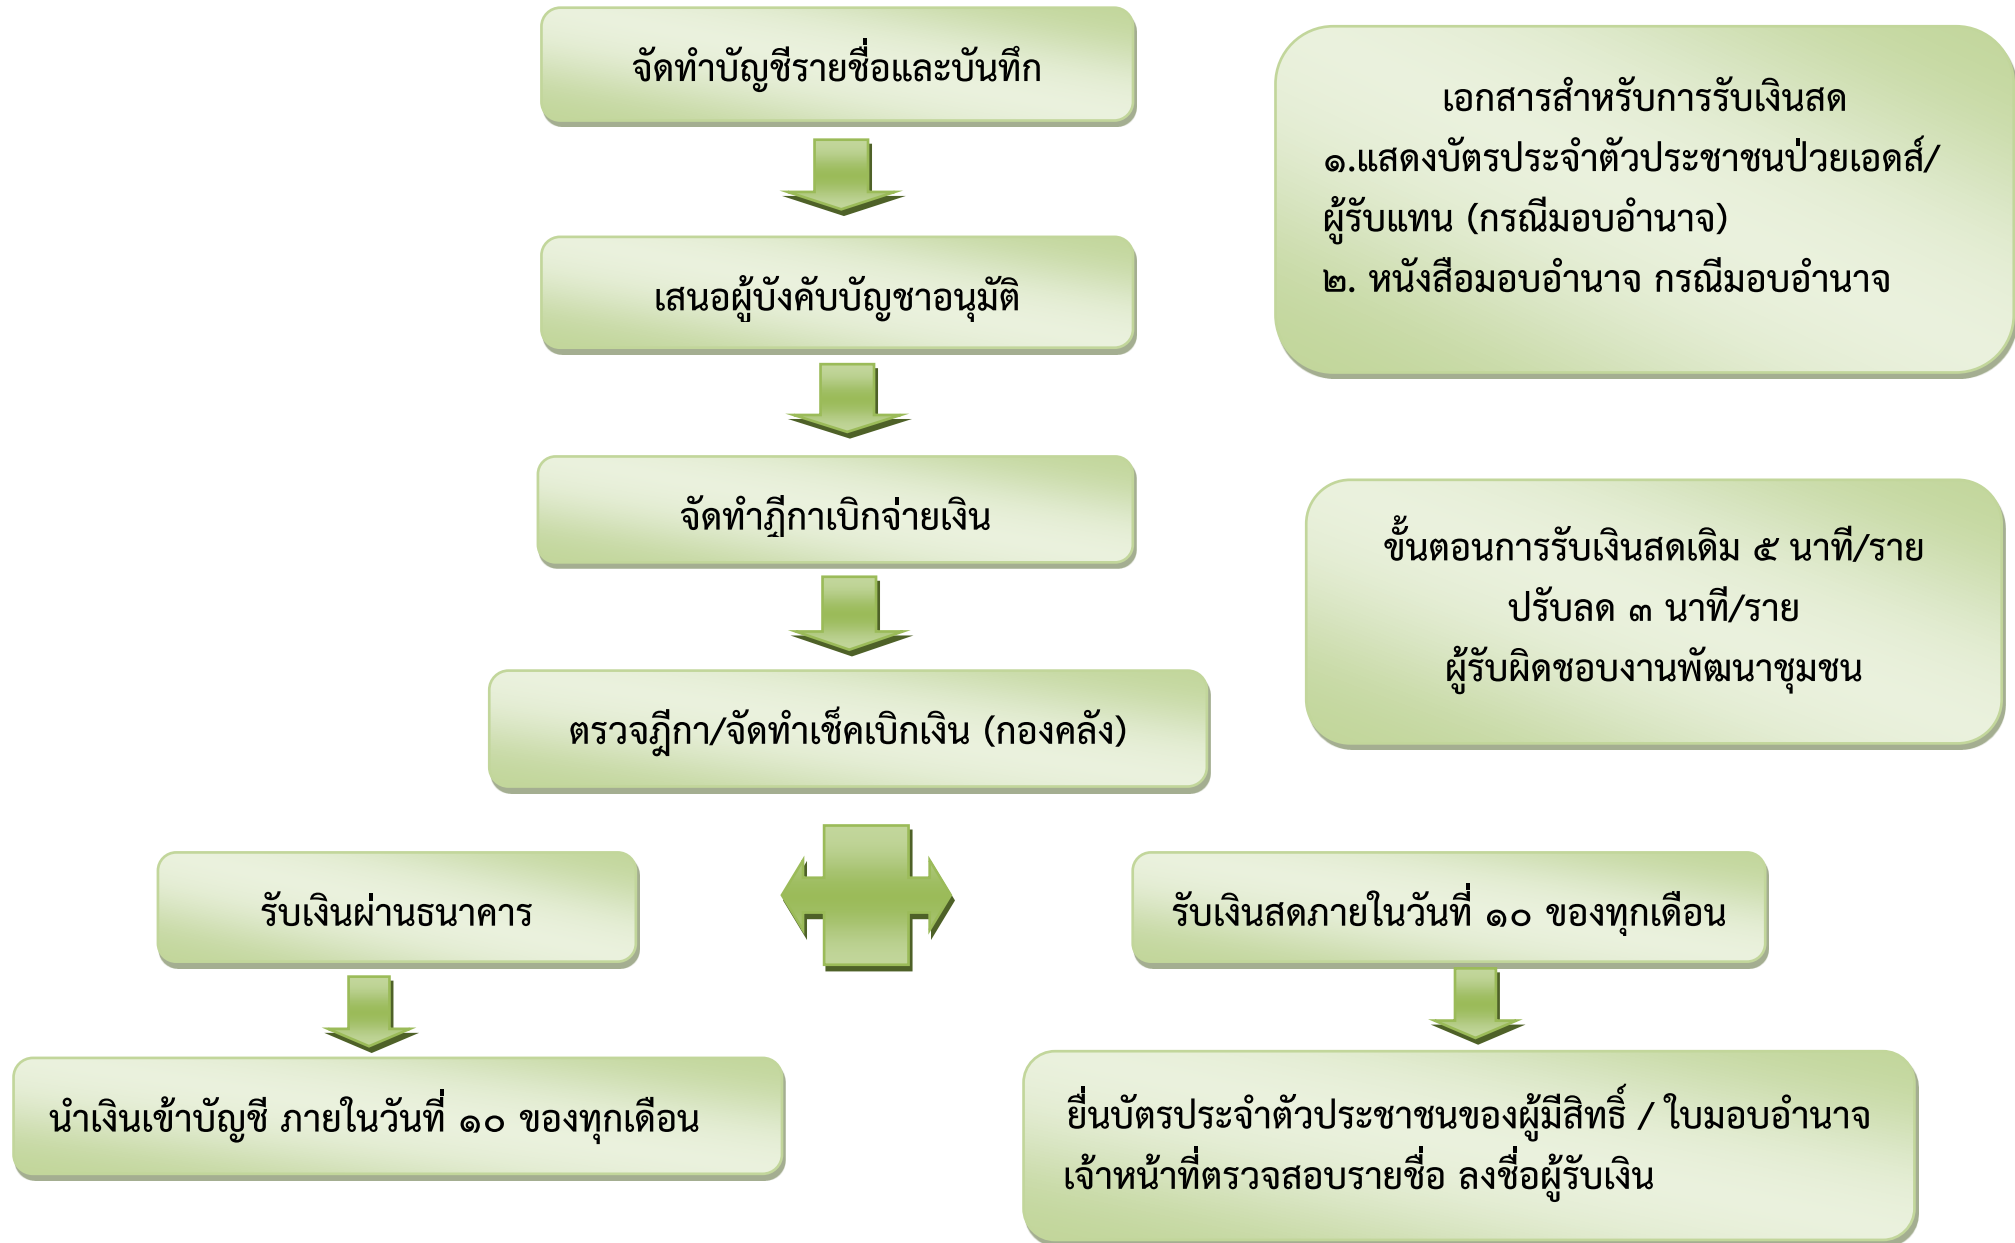 จัดทำบัญชีรายชื่อและบันทึก
เสนอผู้บังคับบัญชาอนุมัติ
จัดทำฎีกาเบิกจ่ายเงิน
ตรวจฎีกา/จัดทำเช็คเบิกเงิน (กองคลัง)
รับเงินผ่านธนาคาร
นำเงินเข้าบัญชี ภายในวันที่ ๑๐ ของทุกเดือน
รับเงินสดภายในวันที่ ๑๐ ของทุกเดือน
ยื่นบัตรประจำตัวประชาชนของผู้มีสิทธิ์ / ใบมอบอำนาจ
เจ้าหน้าที่ตรวจสอบรายชื่อ ลงชื่อผู้รับเงิน
เอกสารสำหรับการรับเงินสด
๑.แสดงบัตรประจำตัวประชาชนป่วยเอดส์/
ผู้รับแทน (กรณีมอบอำนาจ)
๒. หนังสือมอบอำนาจ กรณีมอบอำนาจ
ขั้นตอนการรับเงินสดเดิม ๕ นาที/ราย
ปรับลด ๓ นาที/ราย
ผู้รับผิดชอบงานพัฒนาชุมชน